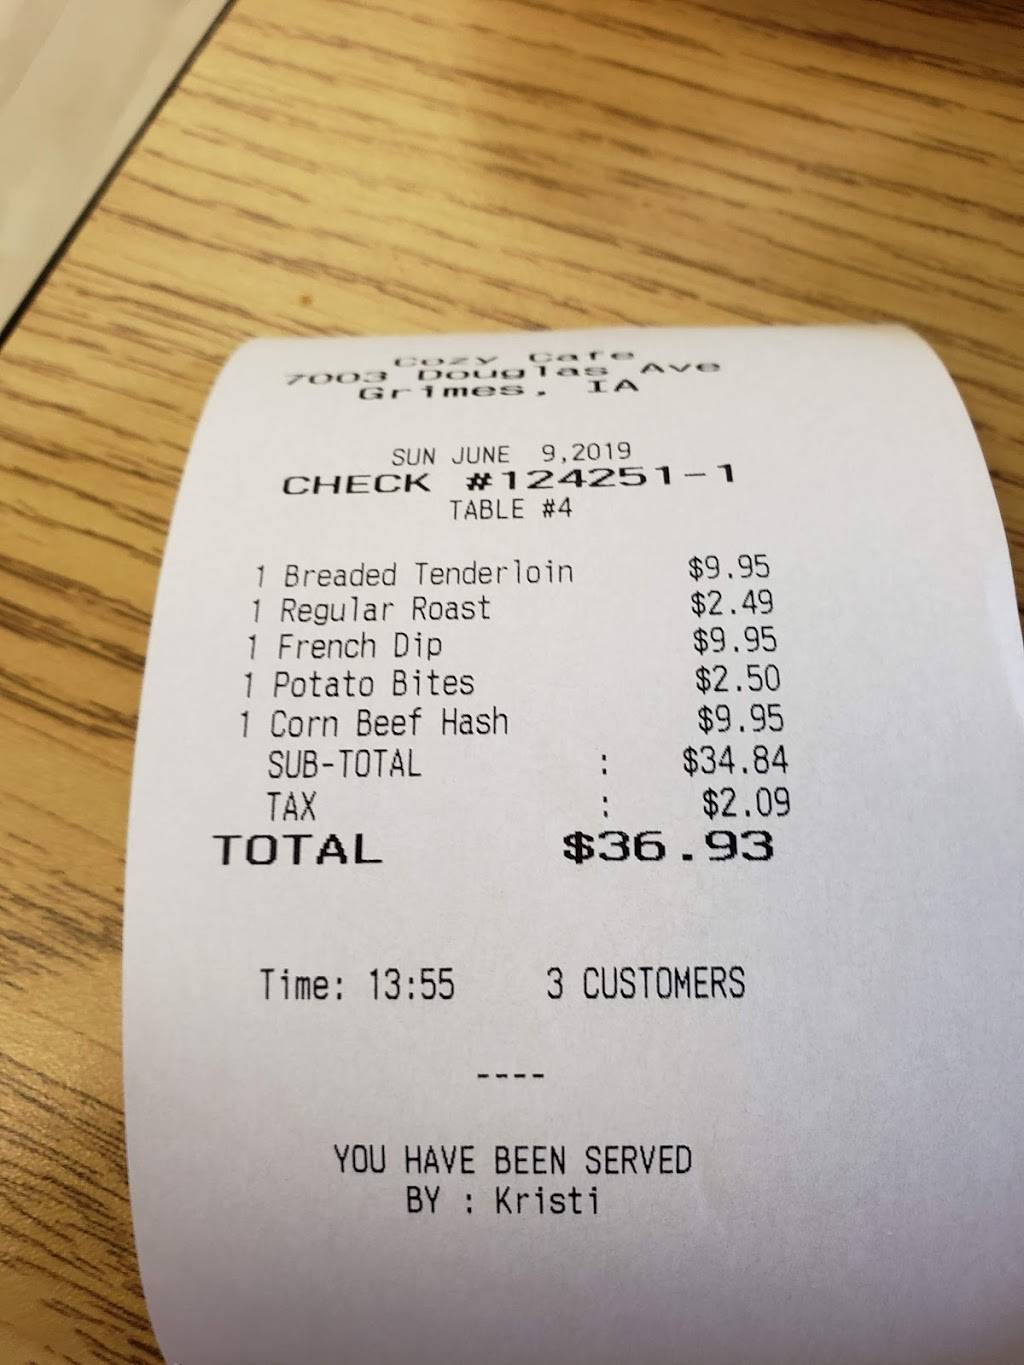 Cozy Cafe
7003 Douglas Ave
Grimes, IA
SUN JUNE 9,2019
CHECK #124251-1
TABLE #4
1 Breaded Tenderloin $9.95
1 Regular Roast $2.49
1 French Dip $9.95
1 Potato Bites $2.50
1 Corn Beef Hash $9.95
SUB-TOTAL : $34.84
TAX : $2.09
TOTAL $36.93
Time: 13:55 3 CUSTOMERS
----
YOU HAVE BEEN SERVED
BY : Kristi